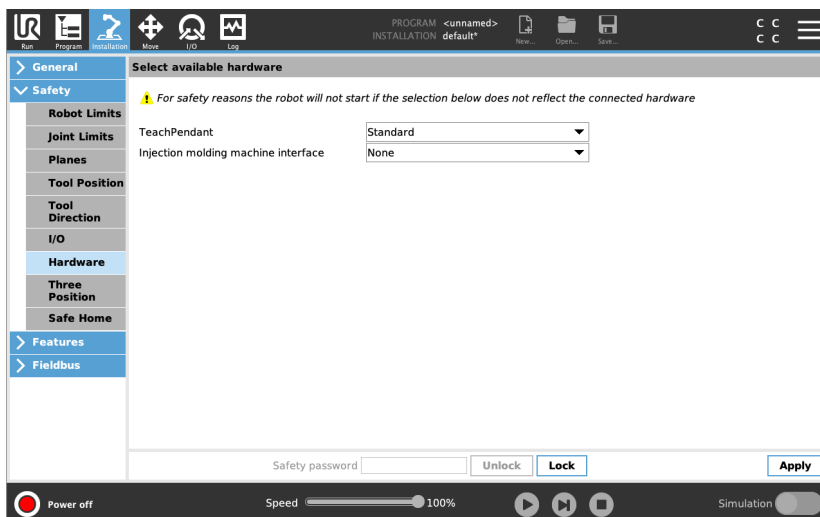 PROGRAM <unnamed>
INSTALLATION default*
New... Open... Save...
C C
C C
Run Program Installation Move I/O Log
General
Safety
Robot Limits
Joint Limits
Planes
Tool Position
Tool
Direction
I/O
Hardware
Three
Position
Safe Home
Features
Fieldbus
Select available hardware
For safety reasons the robot will not start if the selection below does not reflect the connected hardware
TeachPendant Standard
Injection molding machine interface None
Safety password Unlock Lock Apply
Power off Speed 100% Simulation